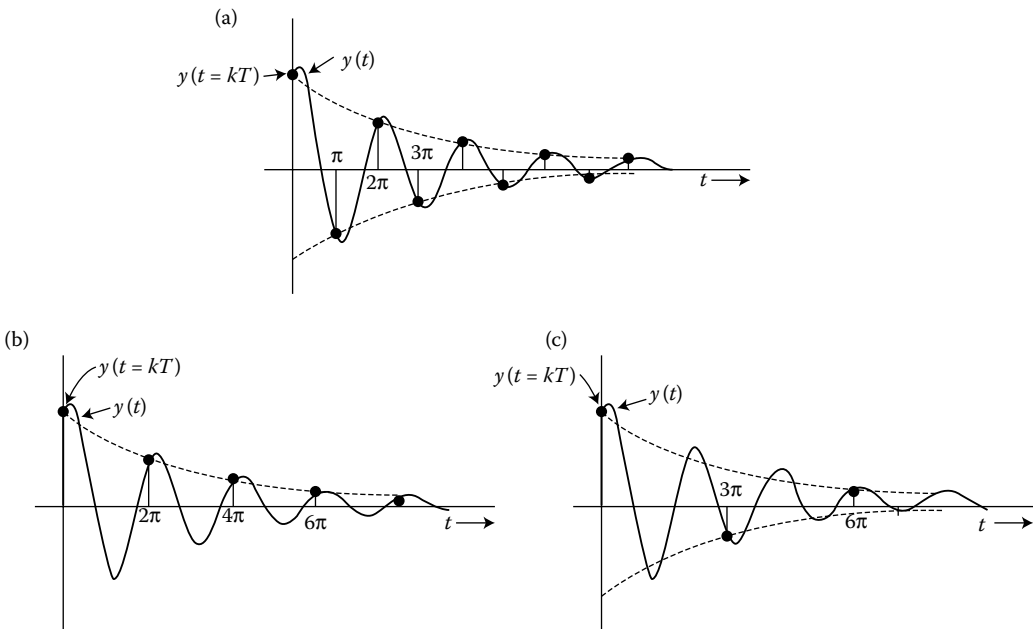 (a)
y(t = kT)
y(t)
π
2π
3π
t
(b)
y(t = kT)
y(t)
2π
4π
6π
t
(c)
y(t = kT)
y(t)
3π
6π
t